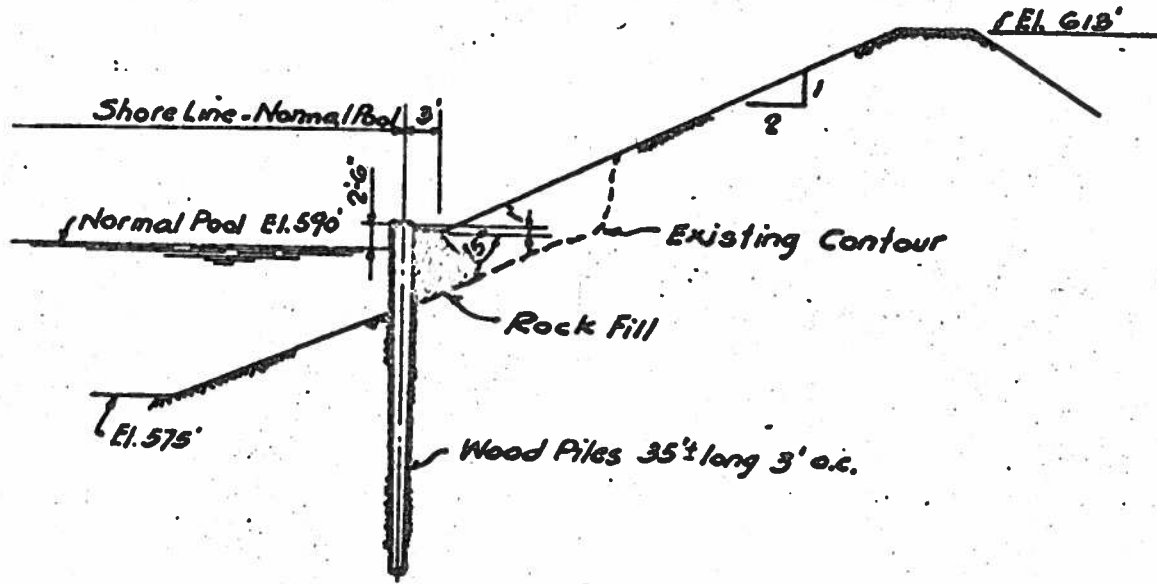 El. 613'
1
2
Shore Line - Normal Pool
3'
2'-6"
Normal Pool El. 590'
Existing Contour
Rock Fill
El. 575'
Wood Piles 35'± long 3' o.c.